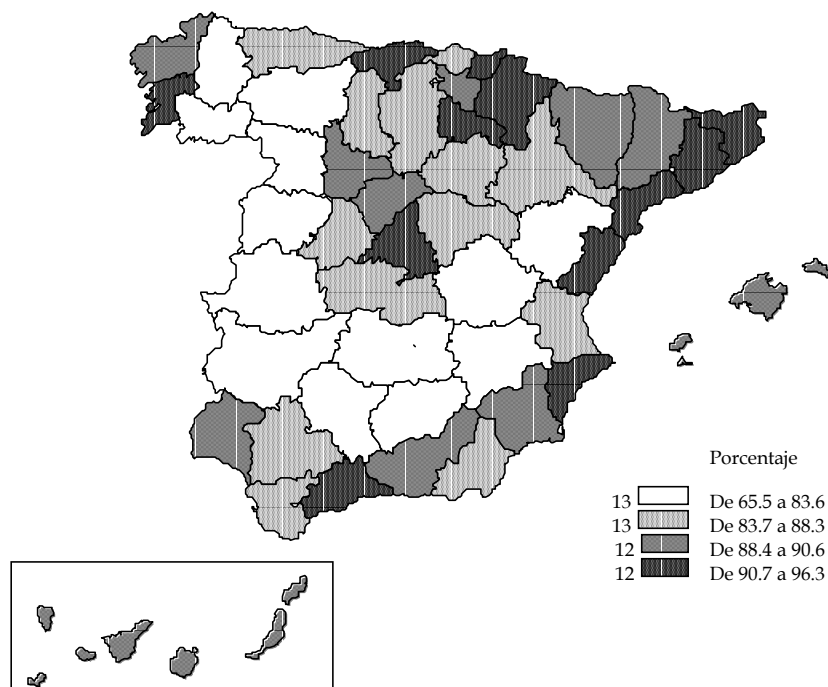 Porcentaje
13 De 65.5 a 83.6
13 De 83.7 a 88.3
12 De 88.4 a 90.6
12 De 90.7 a 96.3